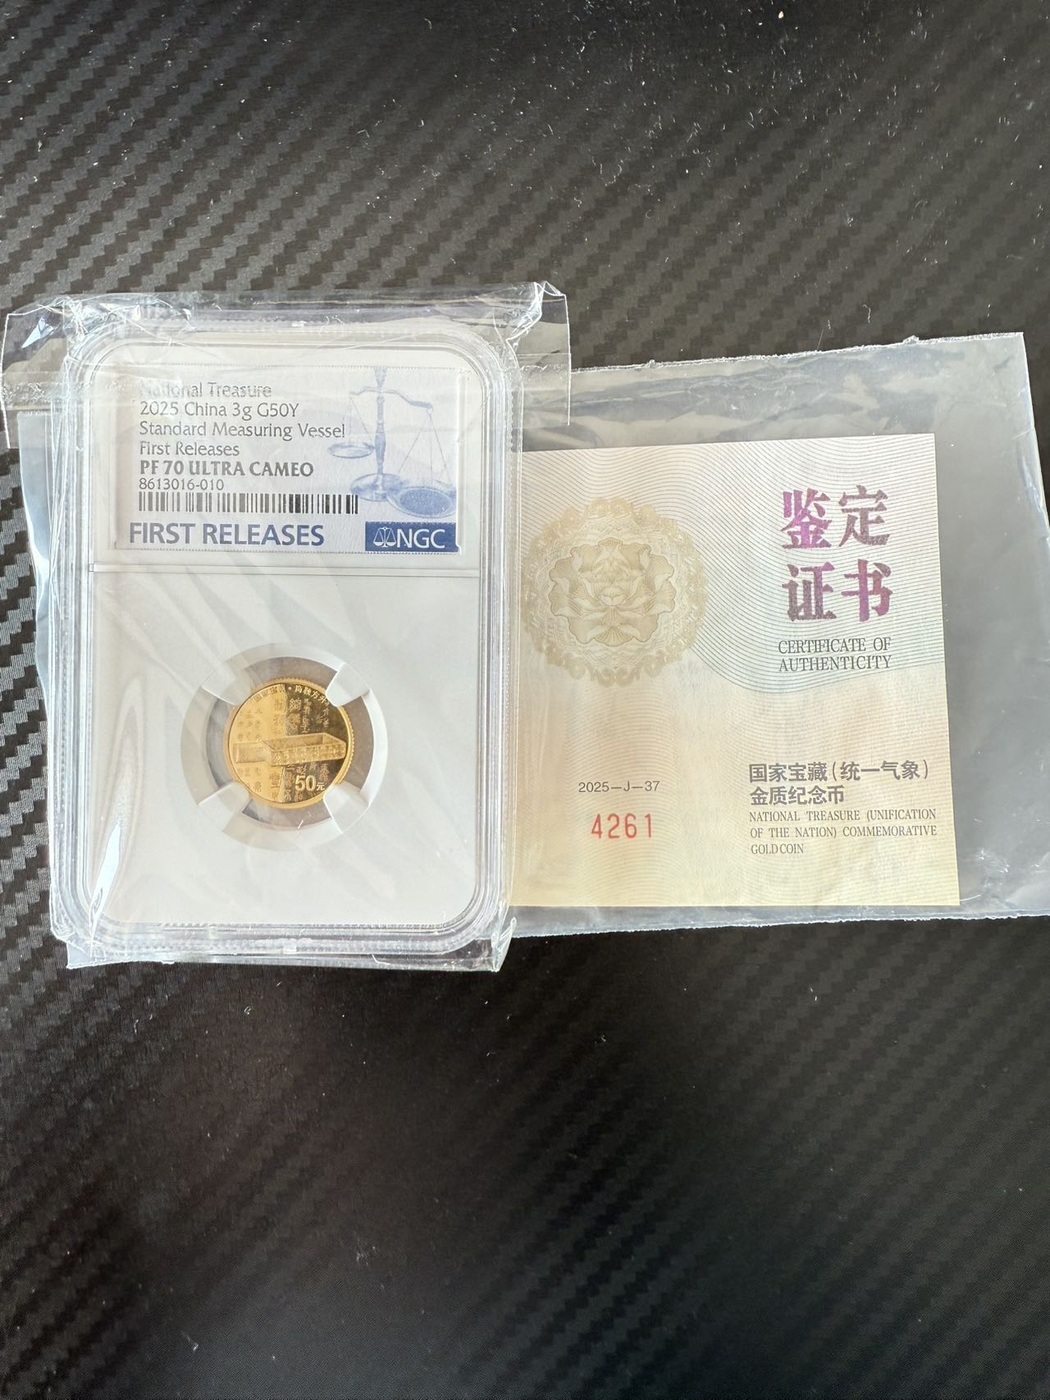 National Treasure
2025 China 3g G50Y
Standard Measuring Vessel
First Releases
PF 70 ULTRA CAMEO
8613016-010
FIRST RELEASES
NGC
50元
鉴定
证书
CERTIFICATE OF
AUTHENTICITY
2025—J—37
4261
国家宝藏（统一气象）
金质纪念币
NATIONAL TREASURE (UNIFICATION
OF THE NATION) COMMEMORATIVE
GOLD COIN